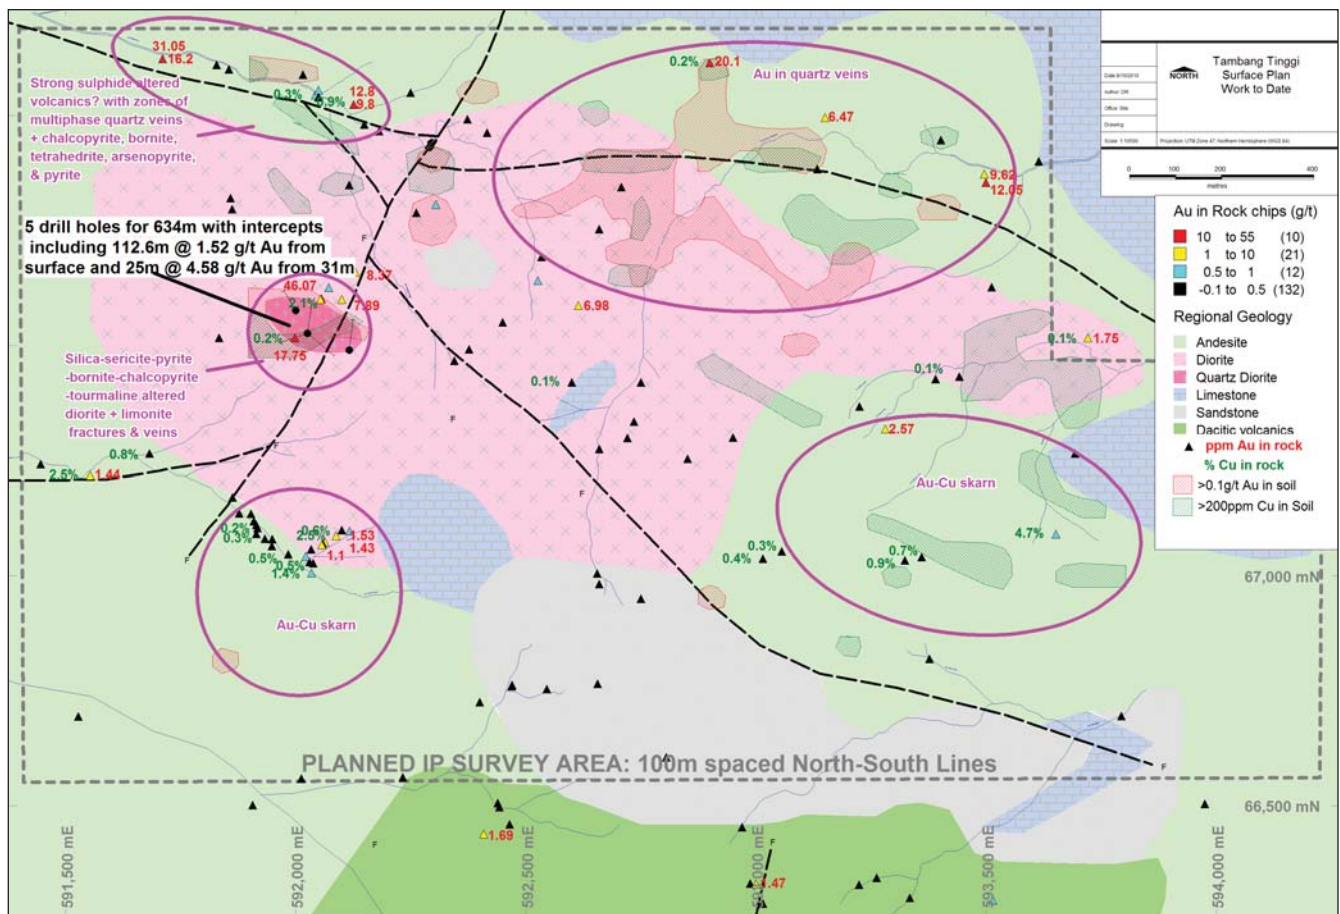 Tambang Tinggi
Surface Plan
Work to Date
NORTH
Date 8/10/2010
Drawing:
0 200 400
metres
Au in Rock chips (g/t)
10 to 55 (10)
1 to 10 (21)
0.5 to 1 (12)
-0.1 to 0.5 (132)
Regional Geology
Andesite
Diorite
Quartz Diorite
Limestone
Sandstone
Dacitic volcanics
ppm Au in rock
% Cu in rock
>0.1g/t Au in soil
>200ppm Cu in Soil
31.05
16.2
Strong sulphide altered
volcanics? with zones of
multiphase quartz veins
+ chalcopyrite, bornite,
tetrahedrite, arsenopyrite,
& pyrite
0.3%
0.9%
12.8
9.8
0.2%
20.1
Au in quartz veins
6.47
9.62
12.05
5 drill holes for 634m with intercepts
including 112.6m @ 1.52 g/t Au from
surface and 25m @ 4.58 g/t Au from 31m
F
8.37
46.07
2.1%
7.89
6.98
0.2%
17.75
0.1%
1.75
Silica-sericite-pyrite
-bornite-chalcopyrite
-tourmaline altered
diorite + limonite
fractures & veins
0.1%
0.1%
F
2.57
F
0.8%
2.5%
1.44
Au-Cu skarn
F
0.2%
0.3%
0.6%
2.5%
1.53
1.43
1.1
0.5%
0.5%
1.4%
F
4.7%
0.3%
0.4%
0.7%
0.9%
67,000 mN
Au-Cu skarn
PLANNED IP SURVEY AREA: 100m spaced North-South Lines
F
66,500 mN
1.69
F
F
1.47
591,500 mE
592,000 mE
592,500 mE
593,000 mE
593,500 mE
594,000 mE